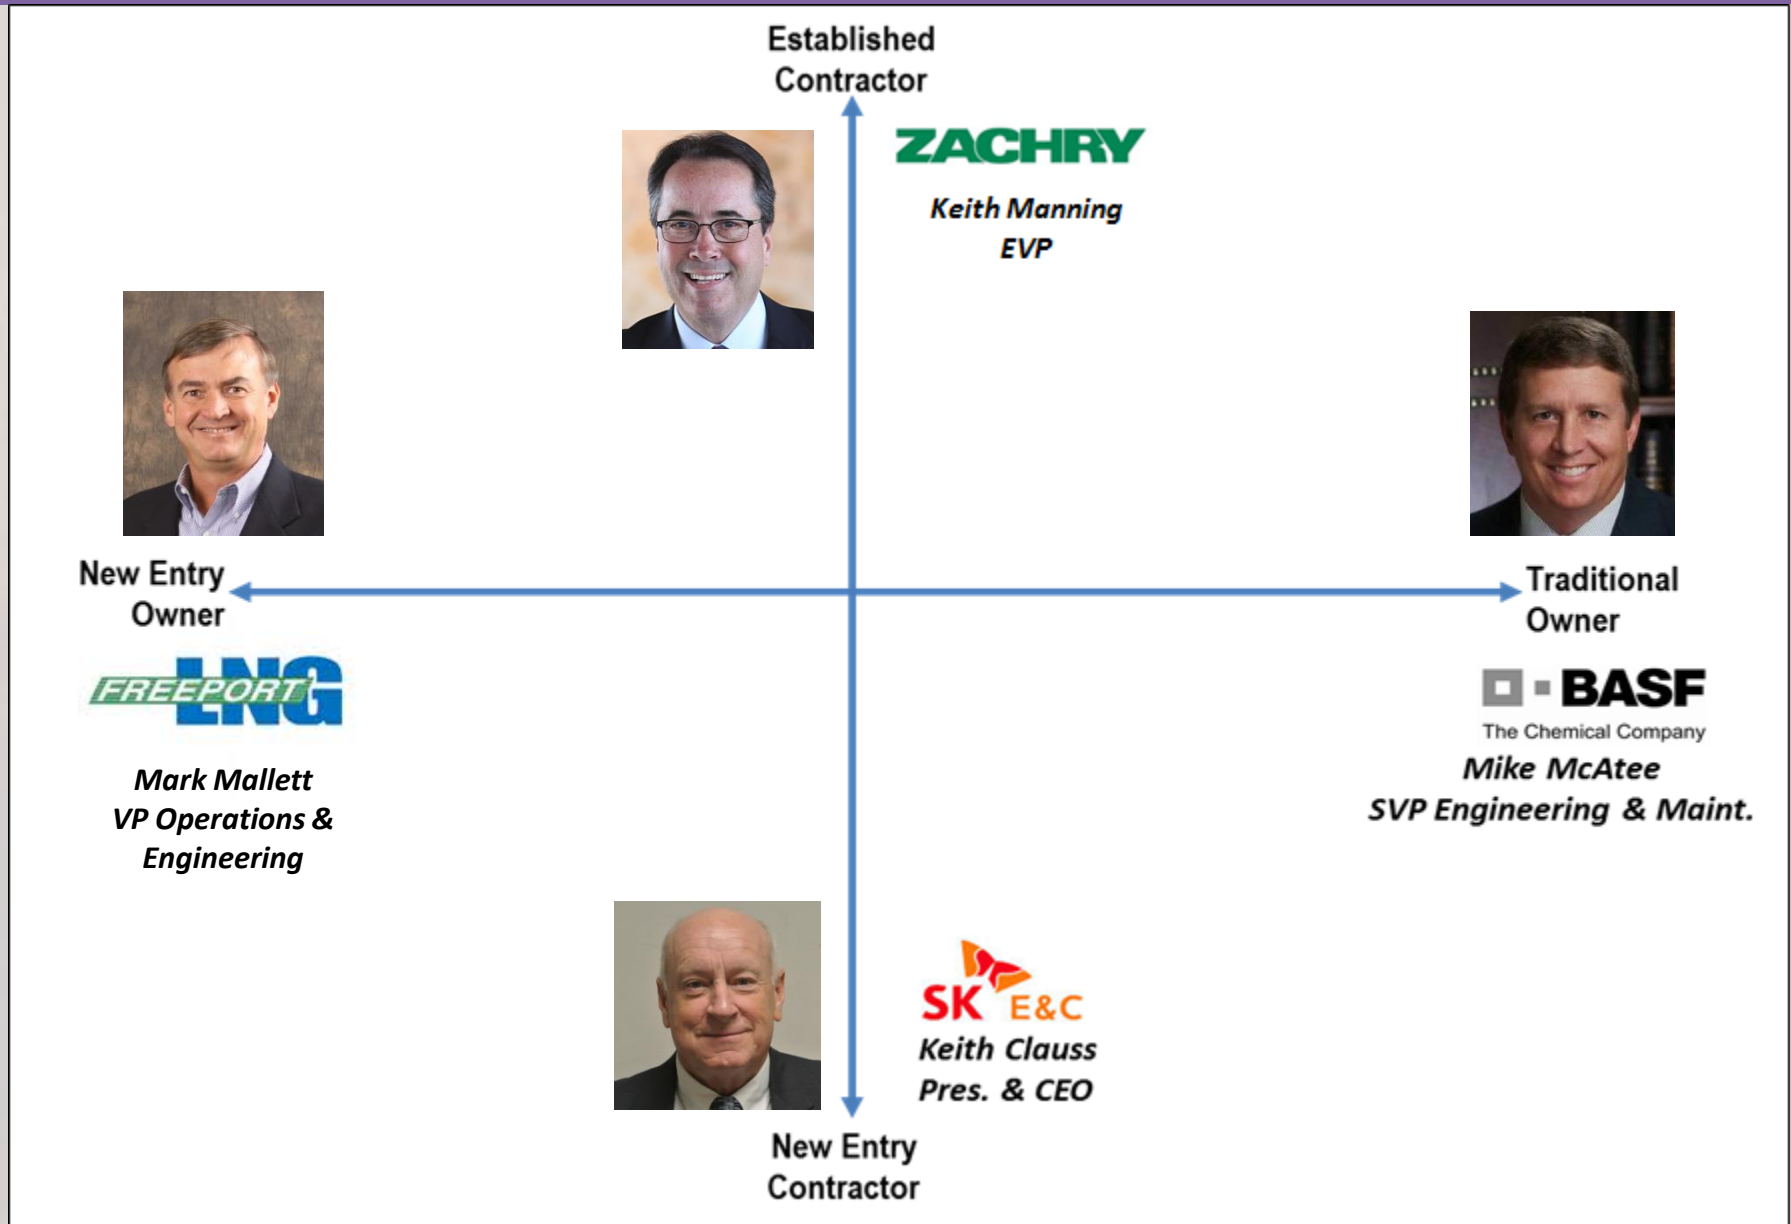 Established
Contractor
ZACHRY
Keith Manning
EVP
New Entry
Owner
Traditional
Owner
FREEPORT LNG
BASF
The Chemical Company
Mark Mallett
VP Operations &
Engineering
Mike McAtee
SVP Engineering & Maint.
SK E&C
Keith Clauss
Pres. & CEO
New Entry
Contractor